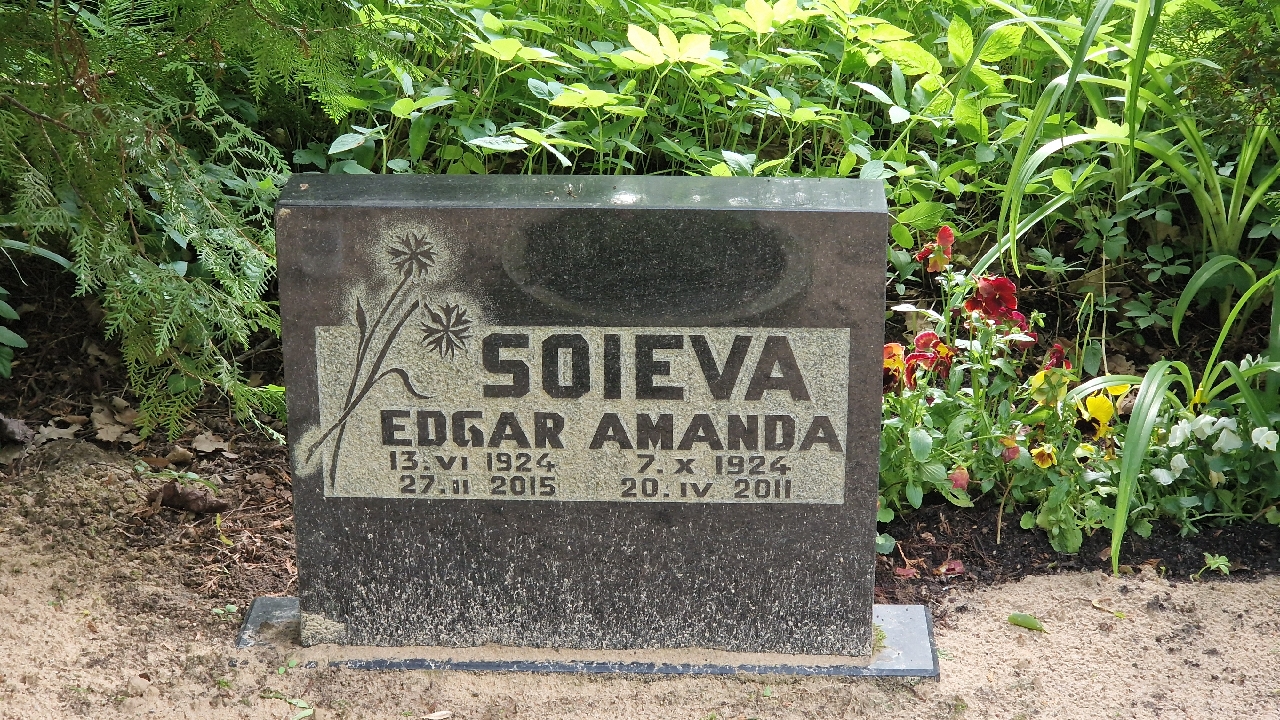 SOIEVA
EDGAR AMANDA
13.VI 1924 7.X 1924
27.II 2015 20.IV 2011